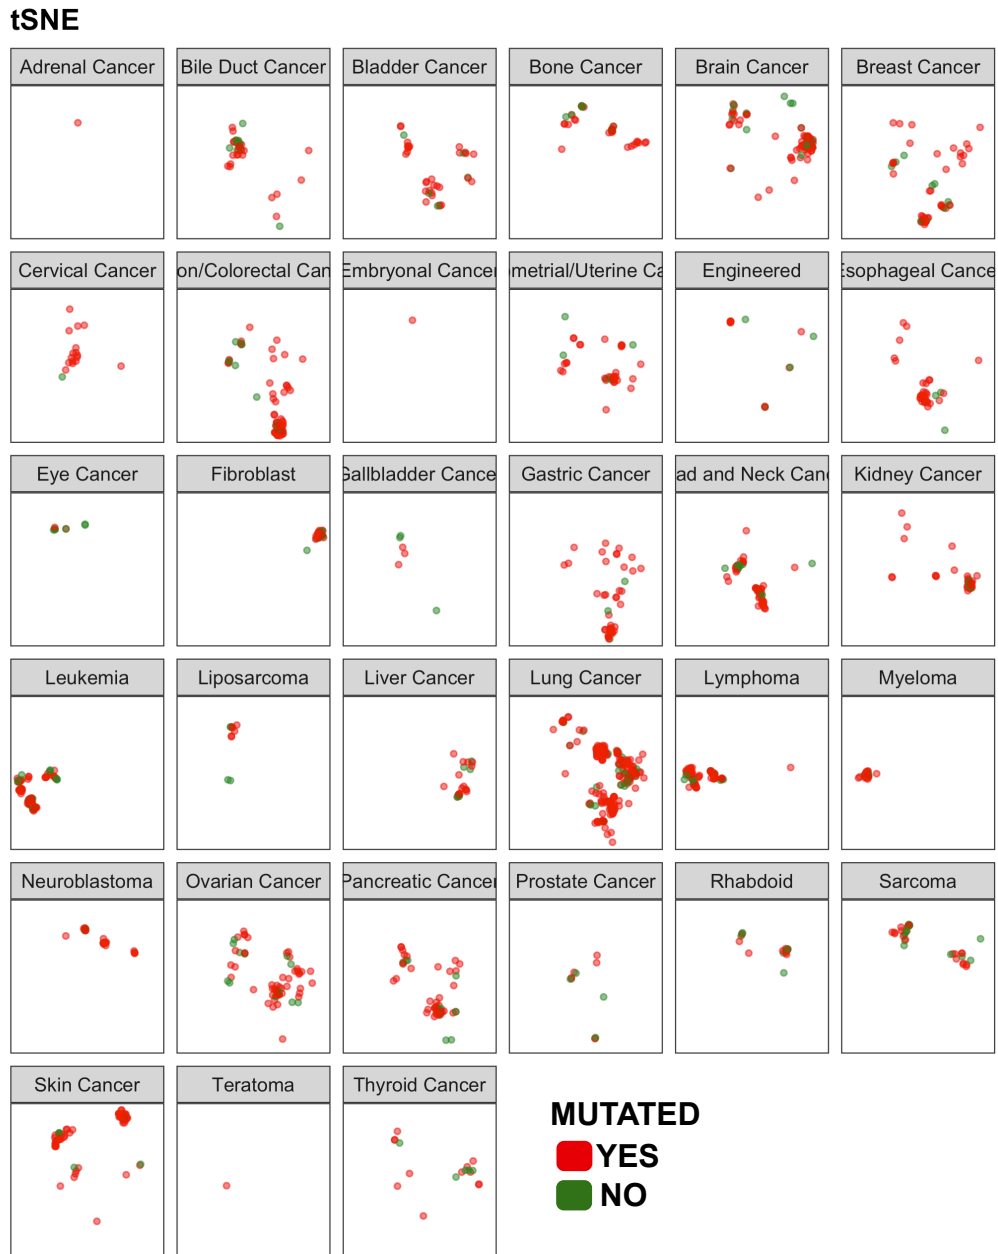 tSNE
Adrenal Cancer
Bile Duct Cancer
Bladder Cancer
Bone Cancer
Brain Cancer
Breast Cancer
Cervical Cancer
on/Colorectal Can
Embryonal Cancer
ometrial/Uterine Ca
Engineered
Esophageal Cance
Eye Cancer
Fibroblast
Gallbladder Cance
Gastric Cancer
ad and Neck Can
Kidney Cancer
Leukemia
Liposarcoma
Liver Cancer
Lung Cancer
Lymphoma
Myeloma
Neuroblastoma
Ovarian Cancer
Pancreatic Cancer
Prostate Cancer
Rhabdoid
Sarcoma
Skin Cancer
Teratoma
Thyroid Cancer
MUTATED
YES
NO